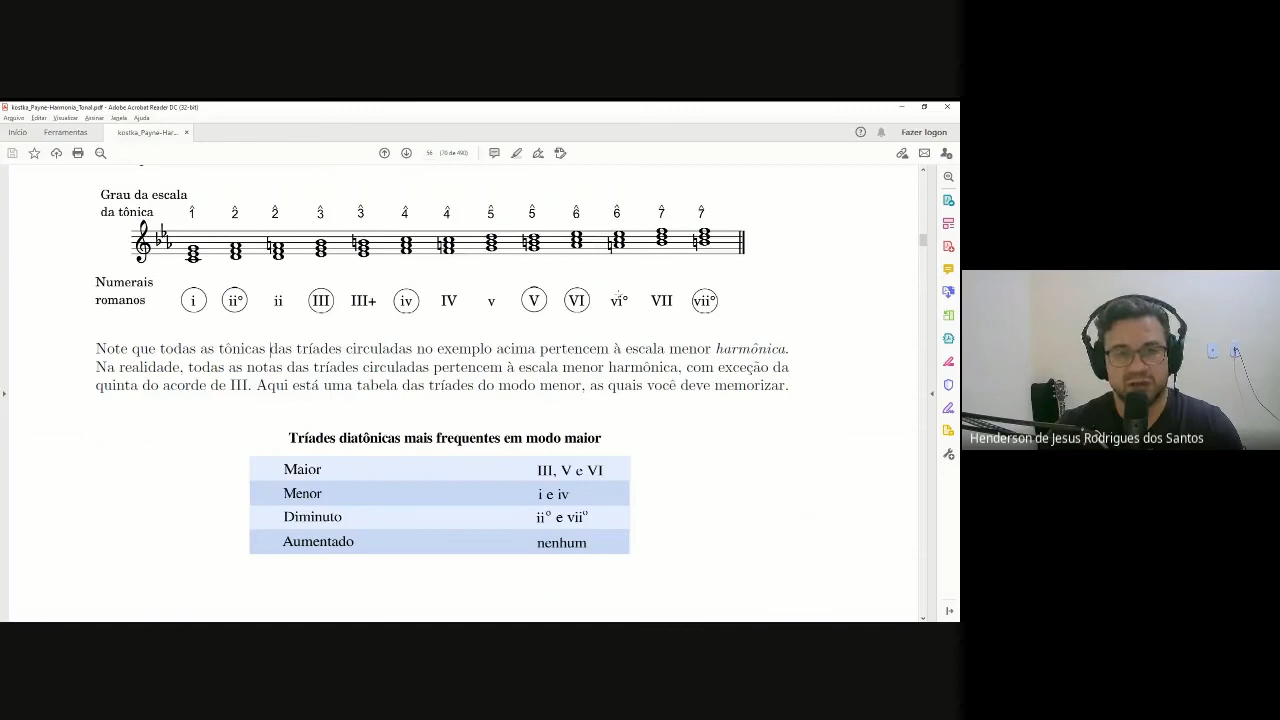 kostka_Payne-Harmonia_Tonal.pdf - Adobe Acrobat Reader DC (32-bit)
Arquivo Editar Visualizar Assinar Janela Ajuda
Início Ferramentas kostka_Payne-Har... Fazer logon
56 (70 de 490)
Grau da escala
da tônica 1̂ 2̂ 2̂ 3̂ 3̂ 4̂ 4̂ 5̂ 5̂ 6̂ 6̂ 7̂ 7̂
Numerais
romanos i ii° ii III III+ iv IV v V VI vi° VII vii°
Note que todas as tônicas das tríades circuladas no exemplo acima pertencem à escala menor harmônica.
Na realidade, todas as notas das tríades circuladas pertencem à escala menor harmônica, com exceção da
quinta do acorde de III. Aqui está uma tabela das tríades do modo menor, as quais você deve memorizar.
Tríades diatônicas mais frequentes em modo maior
Maior III, V e VI
Menor i e iv
Diminuto ii° e vii°
Aumentado nenhum
Henderson de Jesus Rodrigues dos Santos